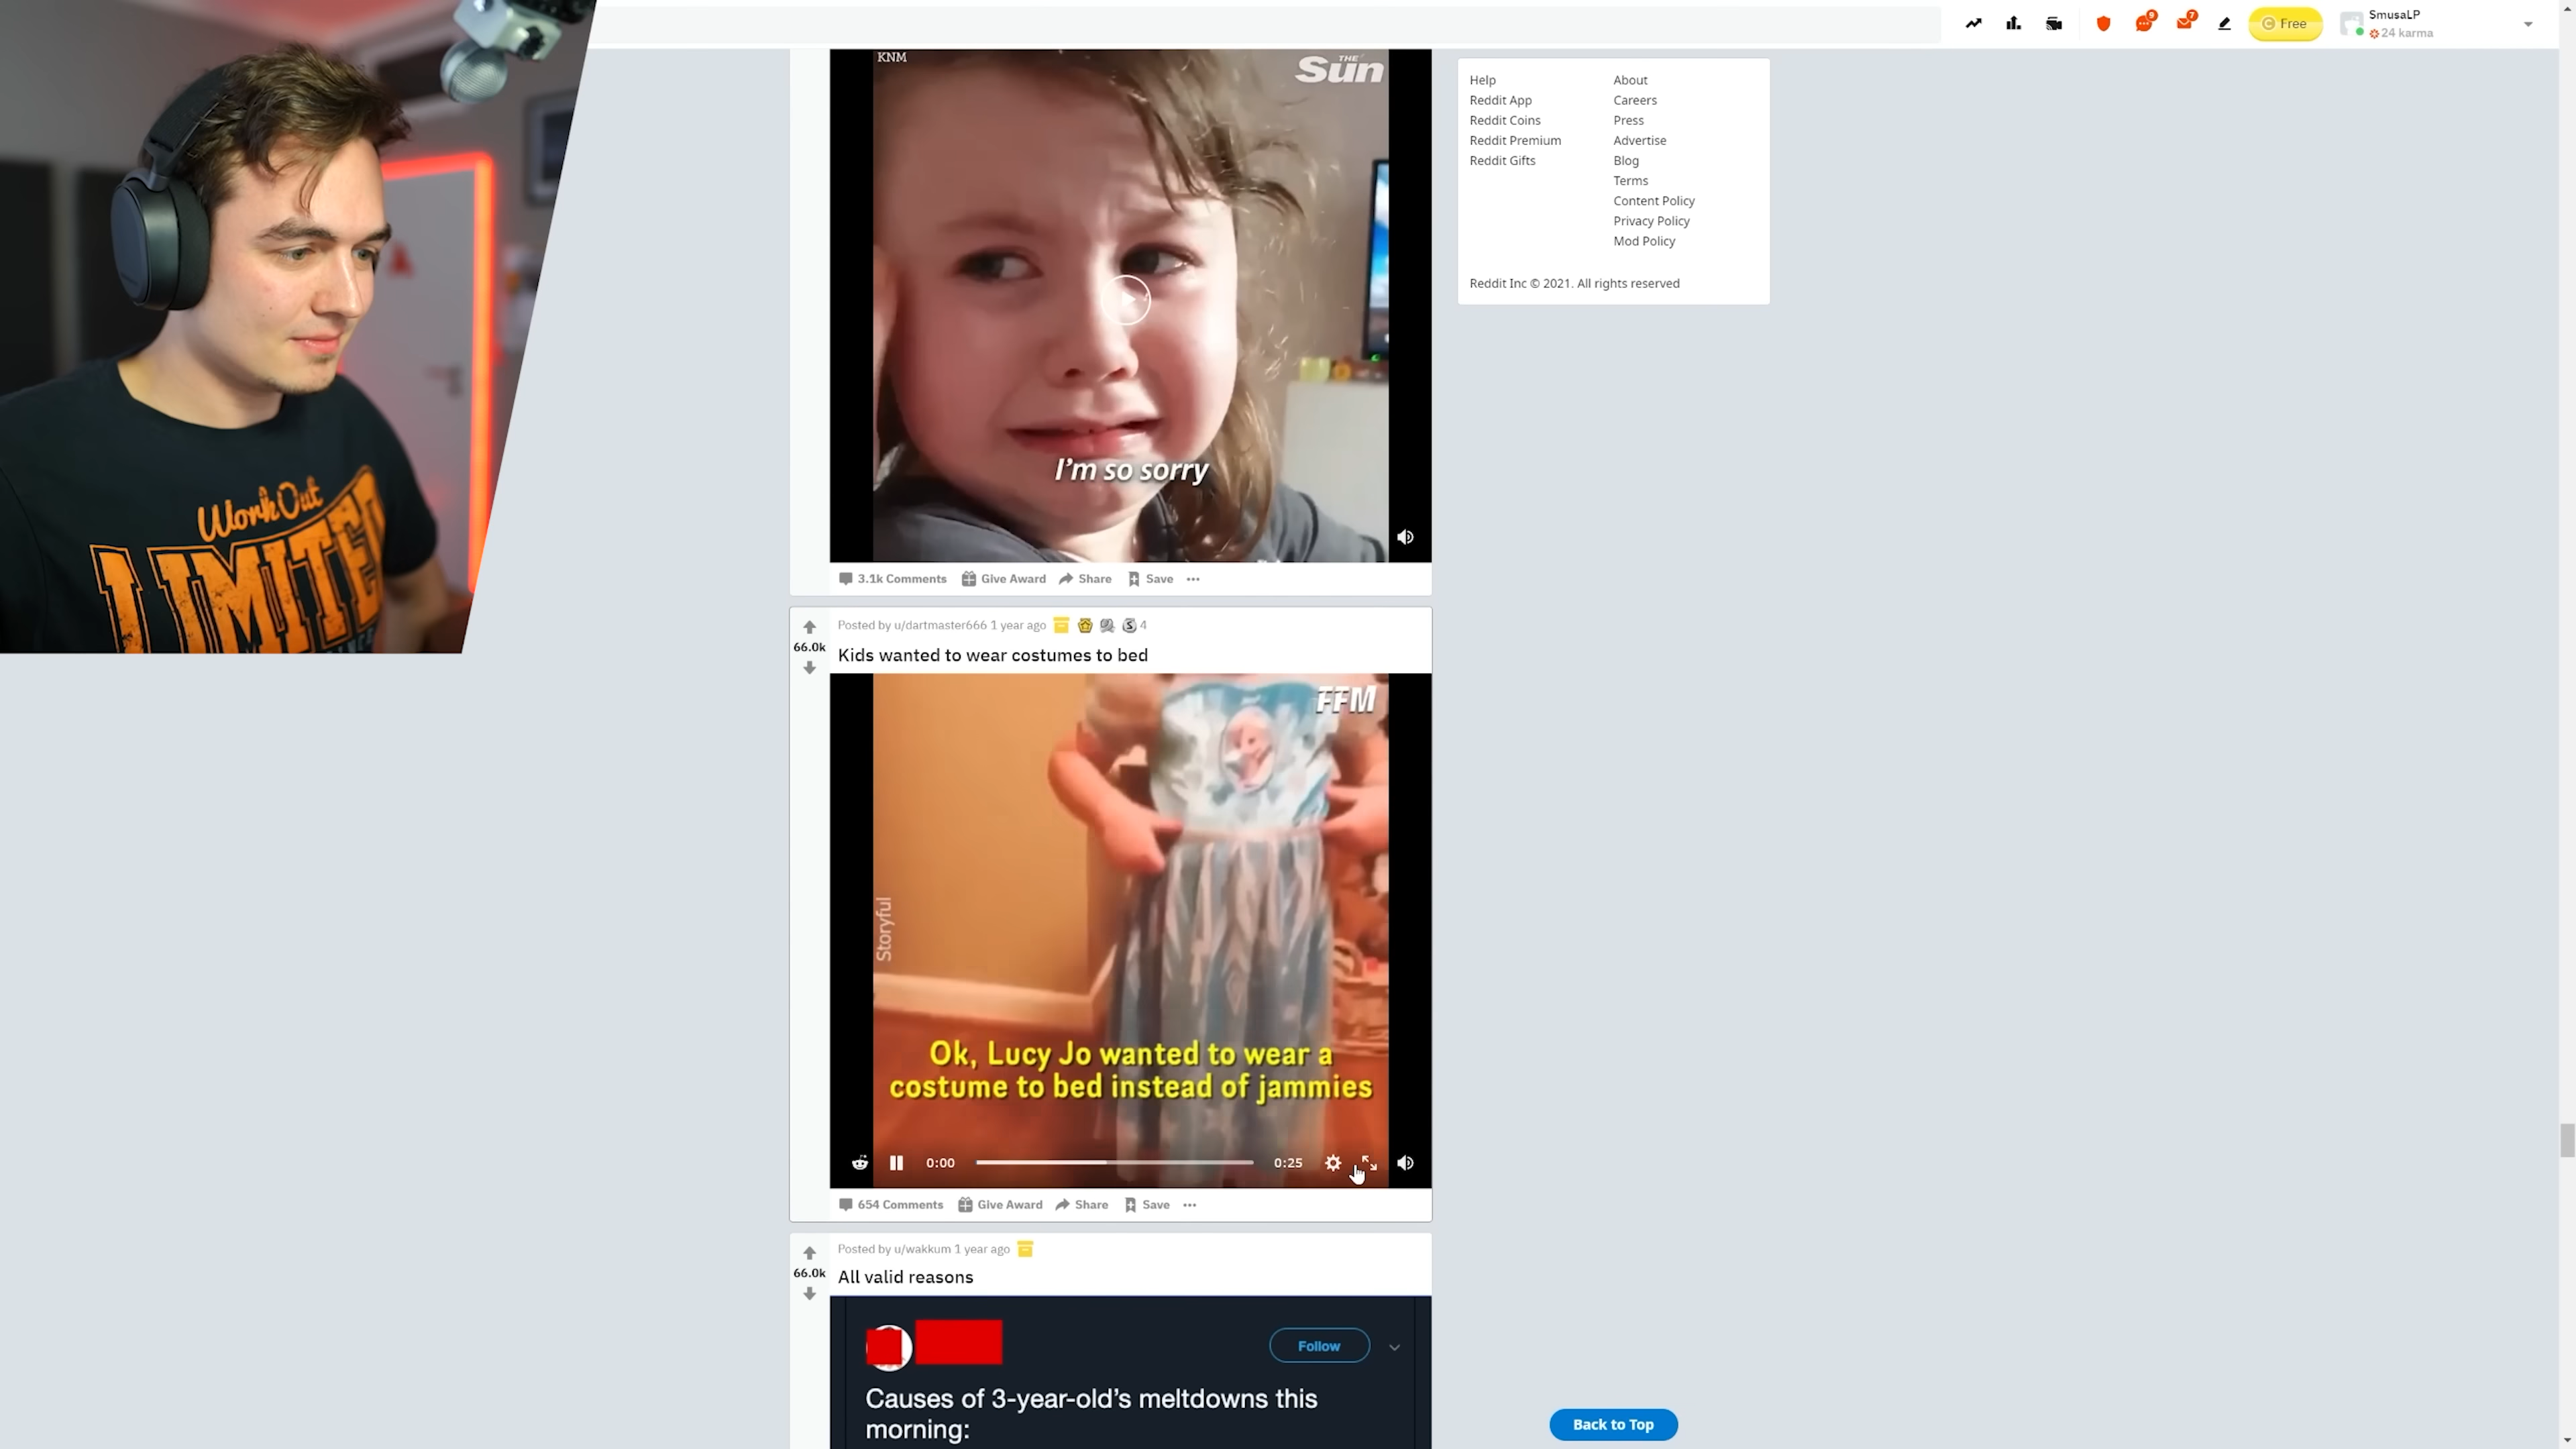 Free
SmusaLP
24 karma
9
7
KNM
THE Sun
I'm so sorry
Help
About
Reddit App
Careers
Reddit Coins
Press
Reddit Premium
Advertise
Reddit Gifts
Blog
Terms
Content Policy
Privacy Policy
Mod Policy
Reddit Inc © 2021. All rights reserved
Work Out
LIMITED
3.1k Comments Give Award Share Save
Posted by u/dartmaster666 1 year ago 4
66.0k
Kids wanted to wear costumes to bed
FFM
Storyful
Ok, Lucy Jo wanted to wear a
costume to bed instead of jammies
0:00 0:25
654 Comments Give Award Share Save
Posted by u/wakkum 1 year ago
66.0k
All valid reasons
Follow
Causes of 3-year-old's meltdowns this
morning:
Back to Top